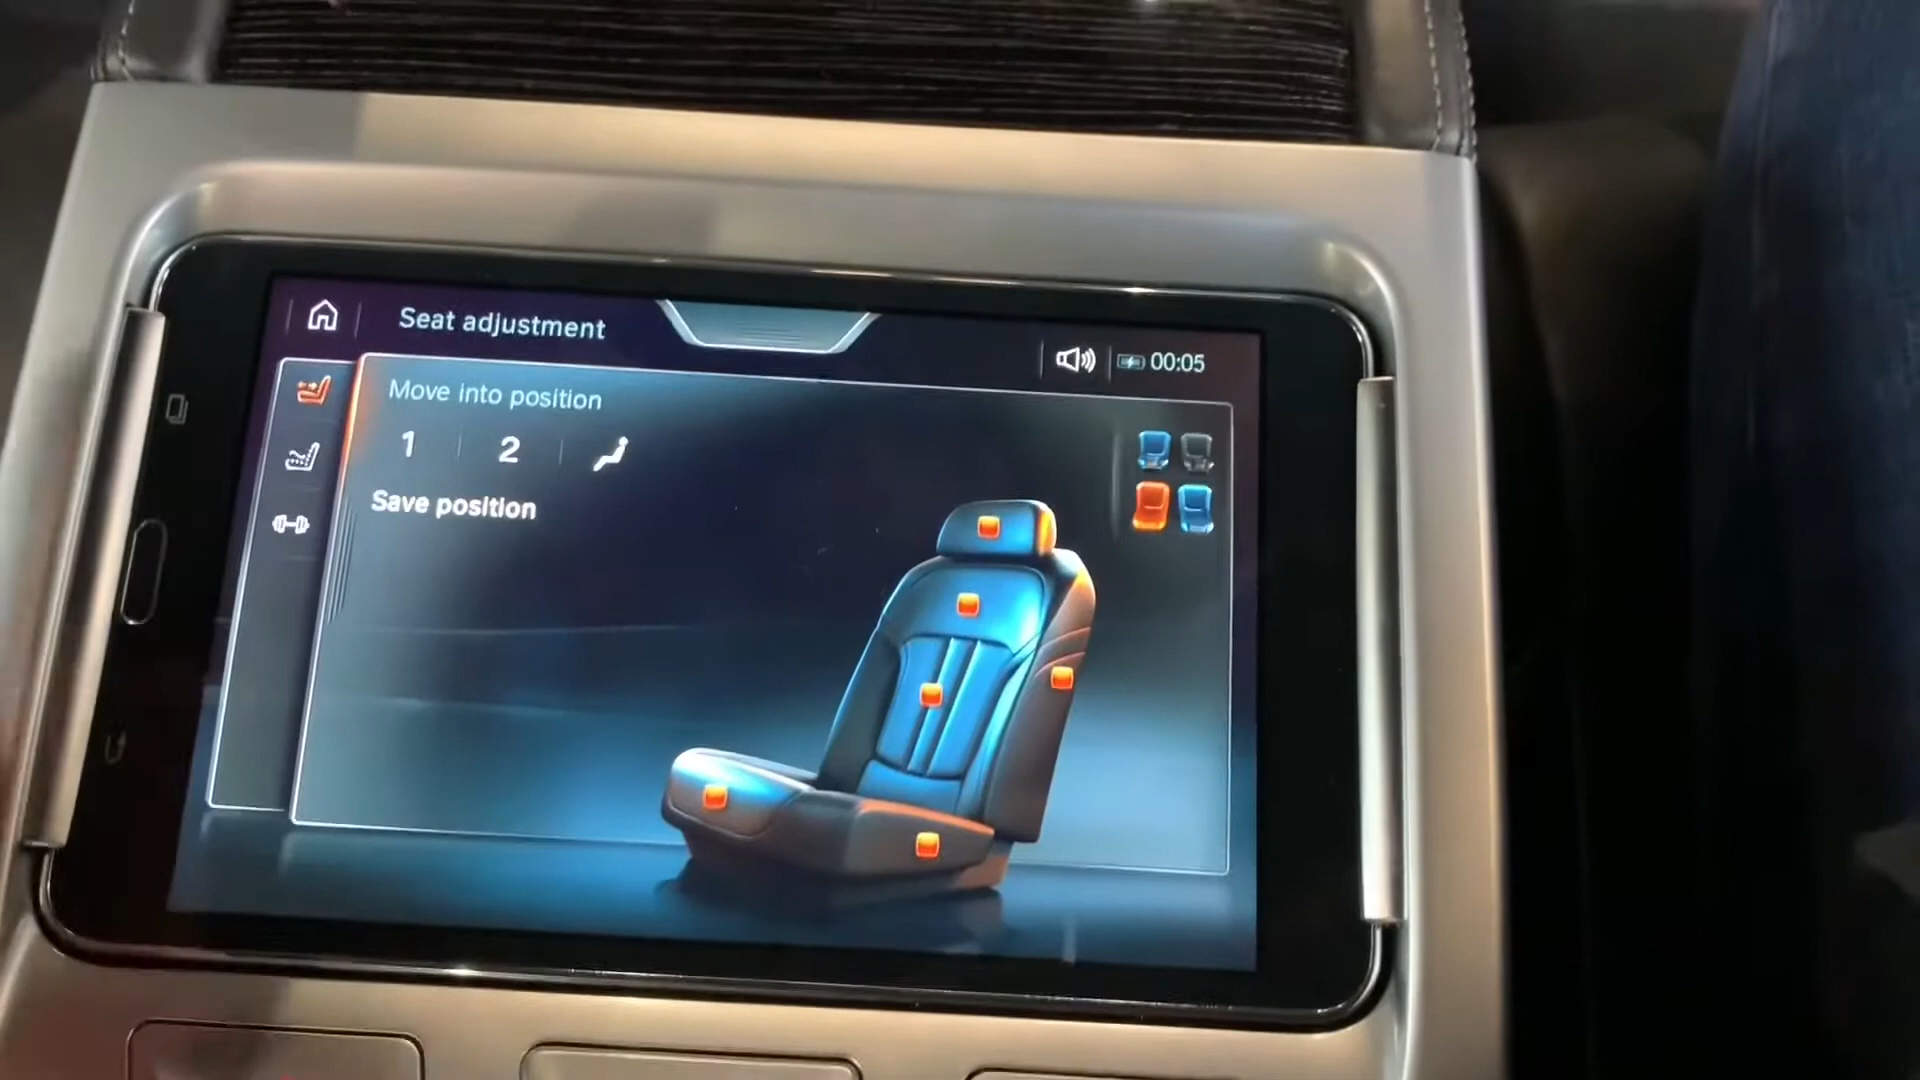 Seat adjustment
00:05
Move into position
1 2
Save position